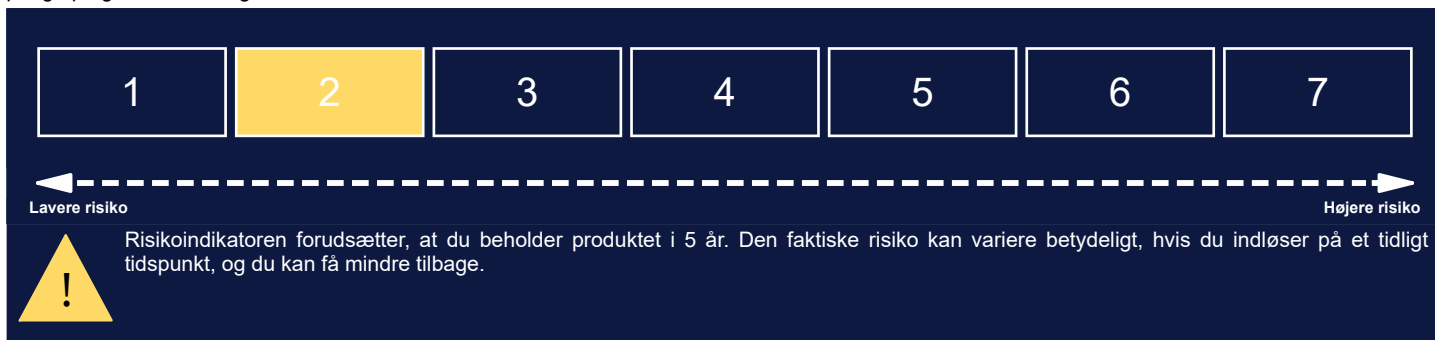 1 2 3 4 5 6 7
Lavere risiko Højere risiko
Risikoindikatoren forudsætter, at du beholder produktet i 5 år. Den faktiske risiko kan variere betydeligt, hvis du indløser på et tidligt
tidspunkt, og du kan få mindre tilbage.
!